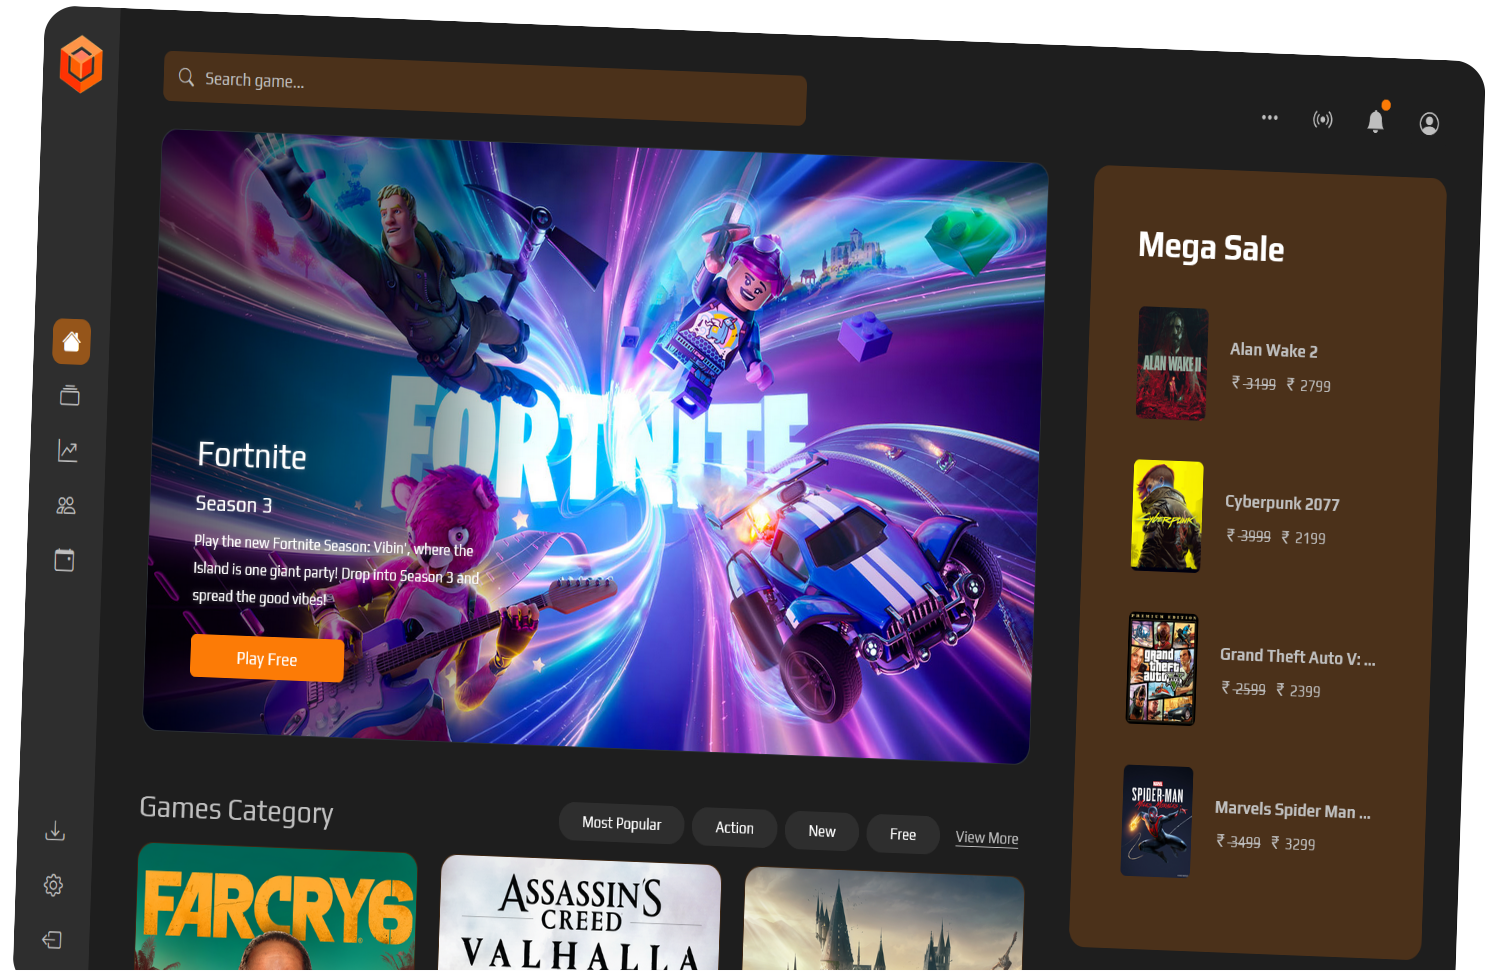 Search game...
FORTNITE
Fortnite
Season 3
Play the new Fortnite Season: Vibin', where the
Island is one giant party! Drop into Season 3 and
spread the good vibes!
Play Free
Mega Sale
ALAN WAKE II
Alan Wake 2
₹ 3199 ₹ 2799
CYBERPUNK
Cyberpunk 2077
₹ 3999 ₹ 2199
PREMIUM EDITION
grand
theft
auto V
Grand Theft Auto V: ...
₹ 2599 ₹ 2399
MARVEL
SPIDER-MAN
Miles Morales
Marvels Spider Man ...
₹ 3499 ₹ 3299
Games Category
Most Popular
Action
New
Free
View More
FARCRY6
ASSASSIN'S
CREED
VALHALLA